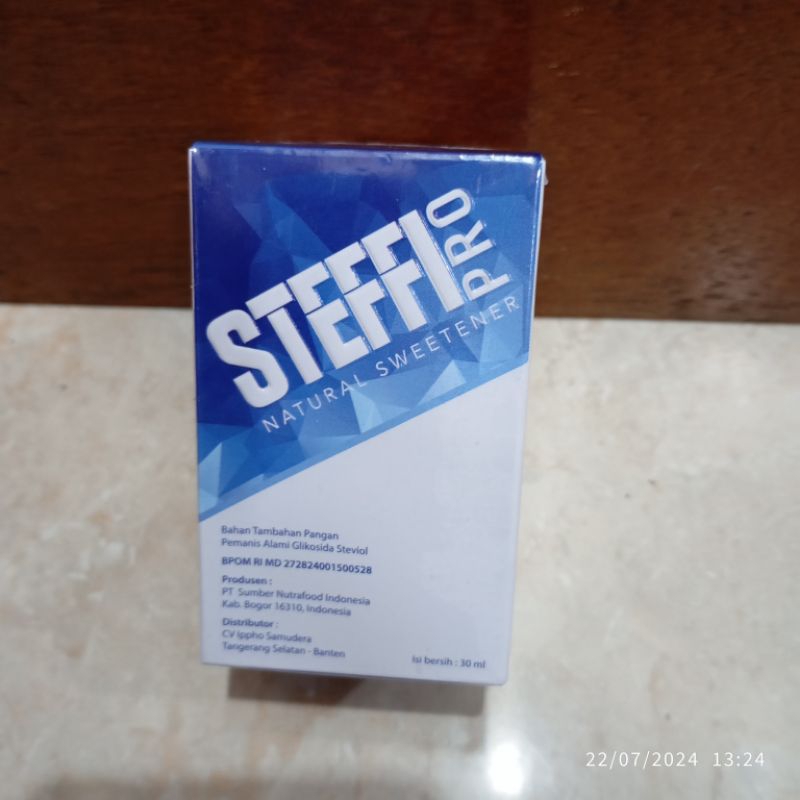 STEFFI PRO
NATURAL SWEETENER
Bahan Tambahan Pangan
Pemanis Alami Glikosida Steviol
BPOM RI MD 272824001500528
Produsen :
PT Sumber Nutrafood Indonesia
Kab. Bogor 16310, Indonesia
Distributor :
CV Ippho Samudera
Tangerang Selatan - Banten
Isi bersih : 30 ml
22/07/2024 13:24